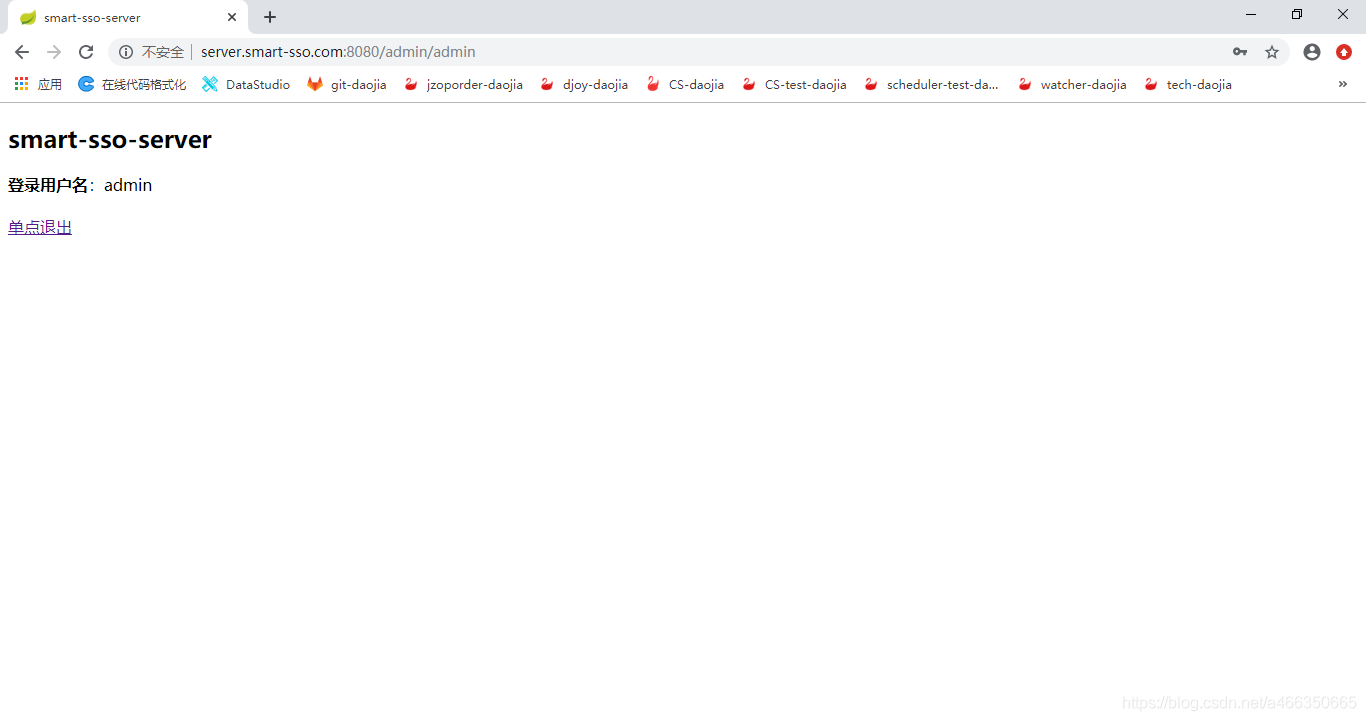 smart-sso-server
不安全 server.smart-sso.com:8080/admin/admin
应用 在线代码格式化 DataStudio git-daojia jzoporder-daojia djoy-daojia CS-daojia CS-test-daojia scheduler-test-da... watcher-daojia tech-daojia »
smart-sso-server
登录用户名：admin
单点退出
https://blog.csdn.net/a466350665